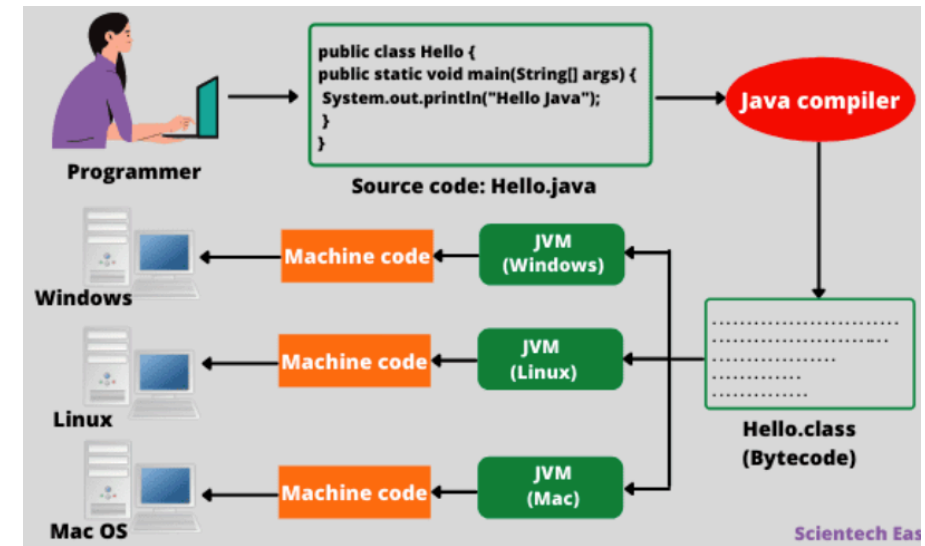 public class Hello {
public static void main(String[] args) {
System.out.println("Hello Java");
}
}
Java compiler
Programmer
Source code: Hello.java
Machine code
JVM
(Windows)
Windows
Machine code
JVM
(Linux)
Linux
Hello.class
(Bytecode)
Machine code
JVM
(Mac)
Mac OS
Scientech Eas